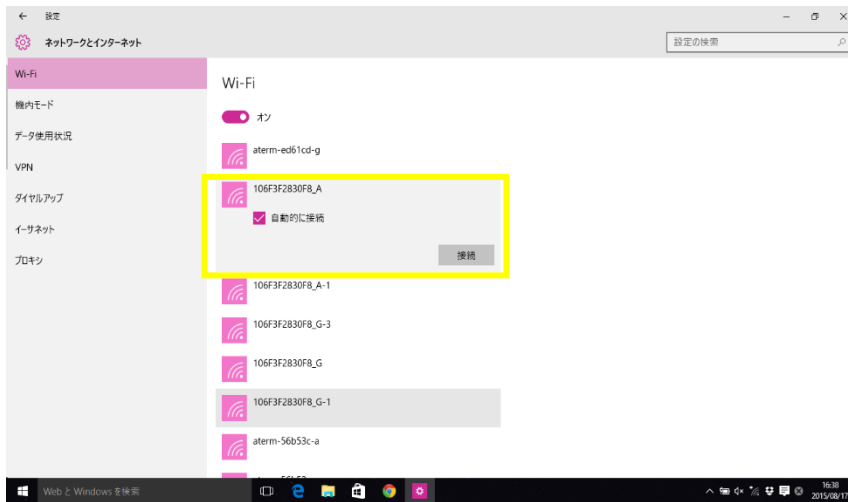 設定
ネットワークとインターネット
設定の検索
Wi-Fi
機内モード
データ使用状況
VPN
ダイヤルアップ
イーサネット
プロキシ
Wi-Fi
オン
aterm-ed61cd-g
106F3F2830F8_A
自動的に接続
接続
106F3F2830F8_A-1
106F3F2830F8_G-3
106F3F2830F8_G
106F3F2830F8_G-1
aterm-56b53c-a
Web と Windows を検索
16:38
2015/08/17